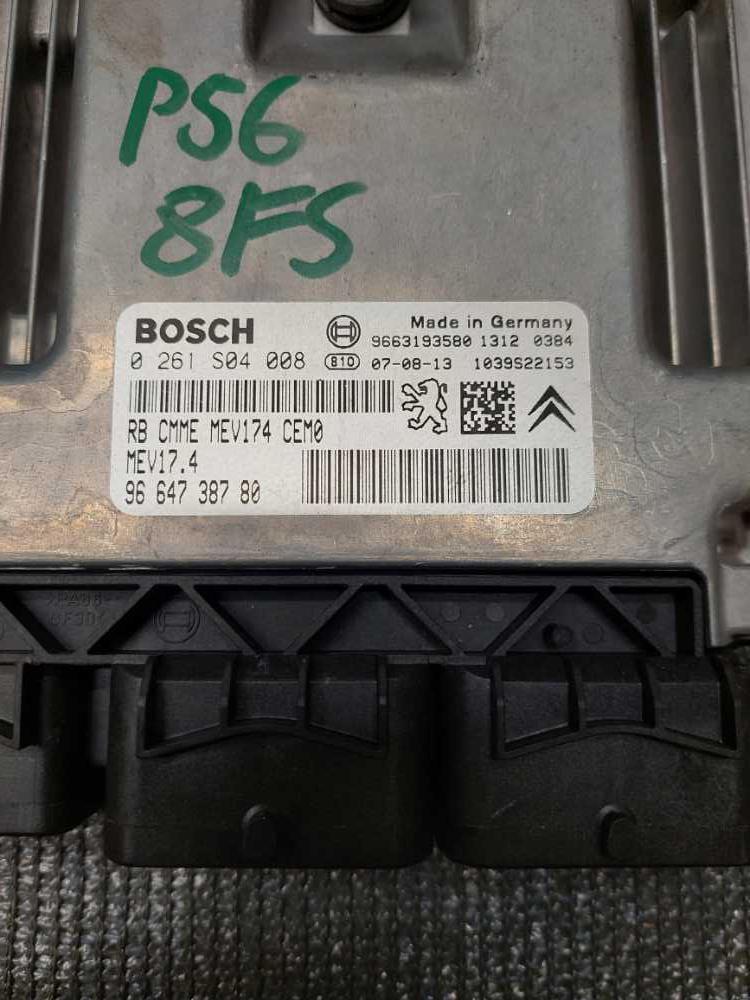 P56
8FS
BOSCH
Made in Germany
9663193580 1312 0384
0 261 S04 008 810 07-08-13 1039S22153
RB CMME MEV174 CEM0
MEV17.4
96 647 387 80